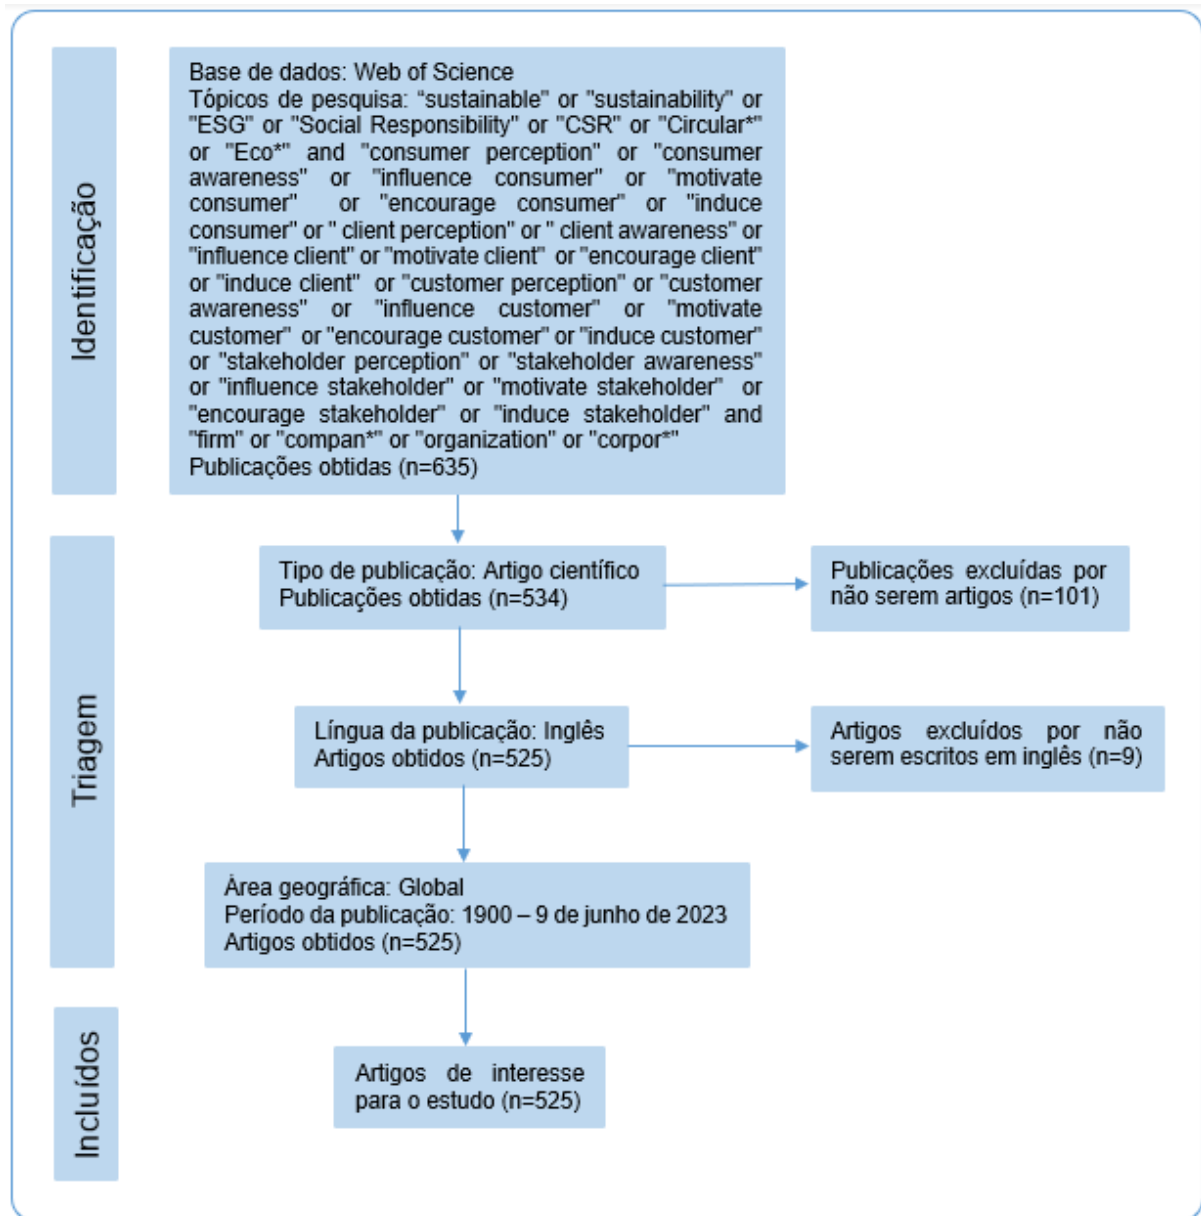 Identificação
Base de dados: Web of Science
Tópicos de pesquisa: “sustainable" or "sustainability" or
"ESG" or "Social Responsibility" or "CSR" or "Circular*"
or "Eco*" and "consumer perception" or "consumer
awareness" or "influence consumer" or "motivate
consumer" or "encourage consumer" or "induce
consumer" or " client perception" or " client awareness" or
"influence client" or "motivate client" or "encourage client"
or "induce client" or "customer perception" or "customer
awareness" or "influence customer" or "motivate
customer" or "encourage customer" or "induce customer"
or "stakeholder perception" or "stakeholder awareness"
or "influence stakeholder" or "motivate stakeholder" or
"encourage stakeholder" or "induce stakeholder" and
"firm" or "compan*" or "organization" or "corpor*"
Publicações obtidas (n=635)
Triagem
Tipo de publicação: Artigo científico
Publicações obtidas (n=534)
Publicações excluídas por
não serem artigos (n=101)
Língua da publicação: Inglês
Artigos obtidos (n=525)
Artigos excluídos por não
serem escritos em inglês (n=9)
Área geográfica: Global
Período da publicação: 1900 – 9 de junho de 2023
Artigos obtidos (n=525)
Incluídos
Artigos de interesse
para o estudo (n=525)